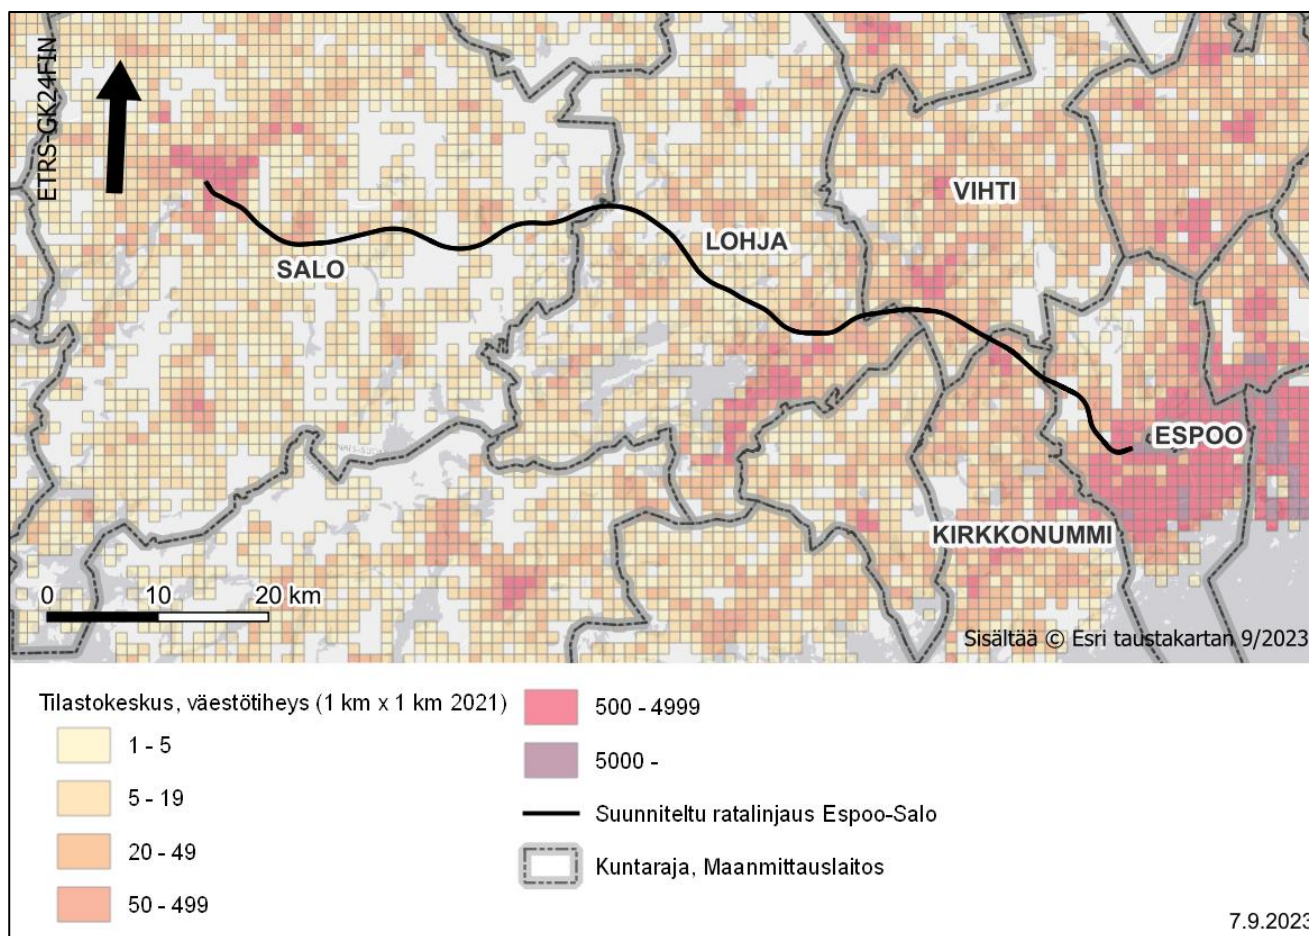 ETRS-GK24FIN
VIHTI
LOHJA
SALO
ESPOO
KIRKKONUMMI
0 10 20 km
Sisältää © Esri taustakartan 9/2023
Tilastokeskus, väestötiheys (1 km x 1 km 2021)
1 - 5
5 - 19
20 - 49
50 - 499
500 - 4999
5000 -
Suunniteltu ratalinjaus Espoo-Salo
Kuntaraja, Maanmittauslaitos
7.9.2023